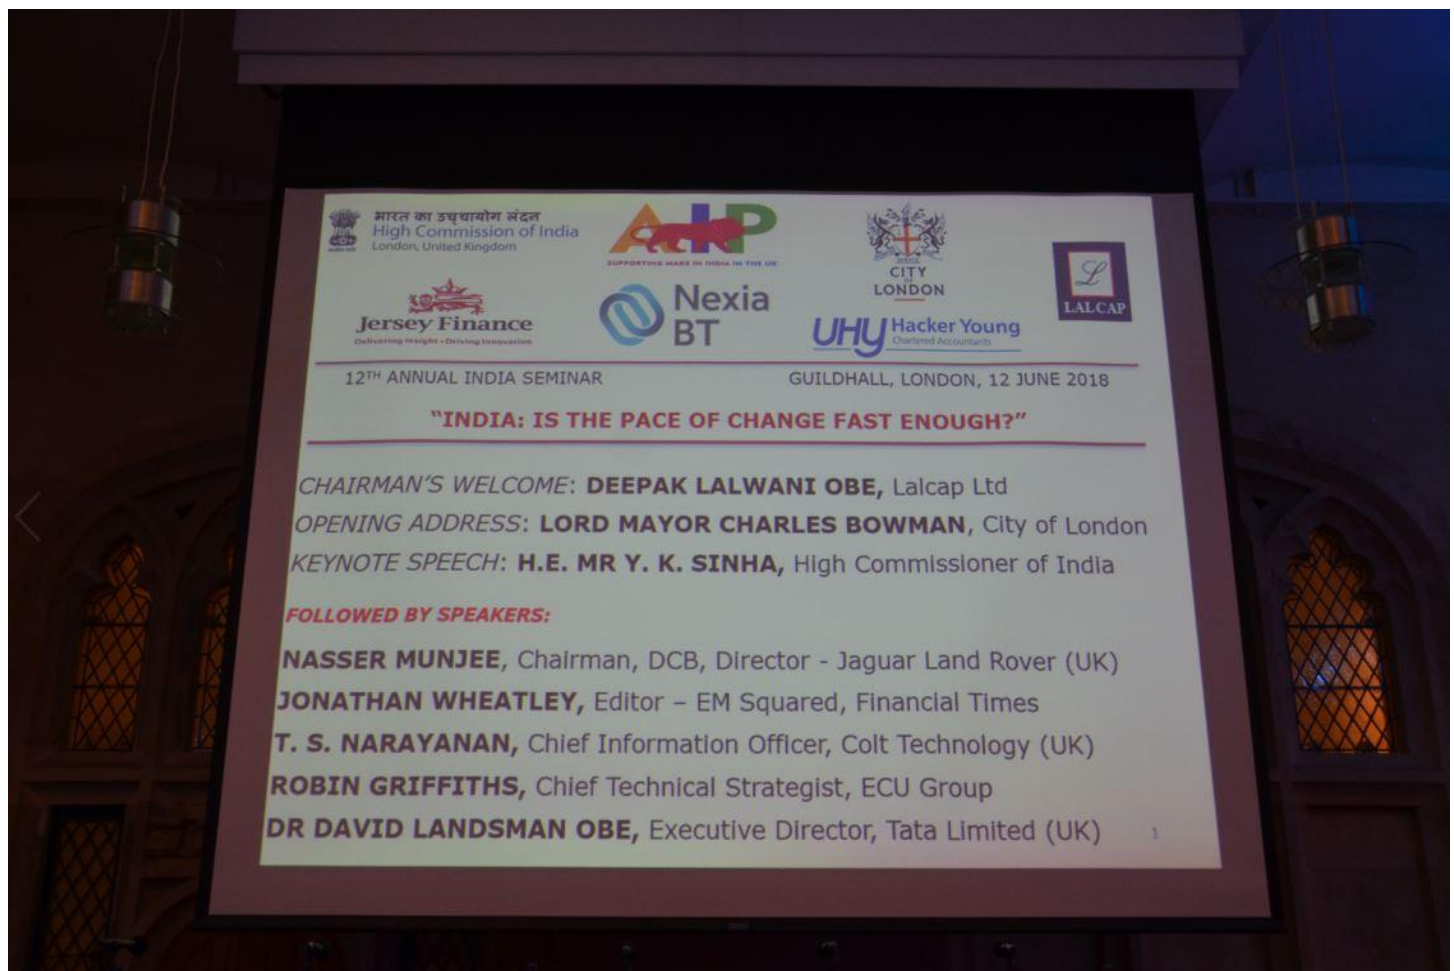 भारत का उच्चायोग लंदन
High Commission of India
London, United Kingdom
AIP
SUPPORTING MAKE IN INDIA IN THE UK
CITY
OF
LONDON
L
LALCAP
Jersey Finance
Delivering Insight • Driving Innovation
Nexia
BT
UHY Hacker Young
Chartered Accountants
12TH ANNUAL INDIA SEMINAR
GUILDHALL, LONDON, 12 JUNE 2018
"INDIA: IS THE PACE OF CHANGE FAST ENOUGH?"
CHAIRMAN'S WELCOME: DEEPAK LALWANI OBE, Lalcap Ltd
OPENING ADDRESS: LORD MAYOR CHARLES BOWMAN, City of London
KEYNOTE SPEECH: H.E. MR Y. K. SINHA, High Commissioner of India
FOLLOWED BY SPEAKERS:
NASSER MUNJEE, Chairman, DCB, Director - Jaguar Land Rover (UK)
JONATHAN WHEATLEY, Editor – EM Squared, Financial Times
T. S. NARAYANAN, Chief Information Officer, Colt Technology (UK)
ROBIN GRIFFITHS, Chief Technical Strategist, ECU Group
DR DAVID LANDSMAN OBE, Executive Director, Tata Limited (UK)
1